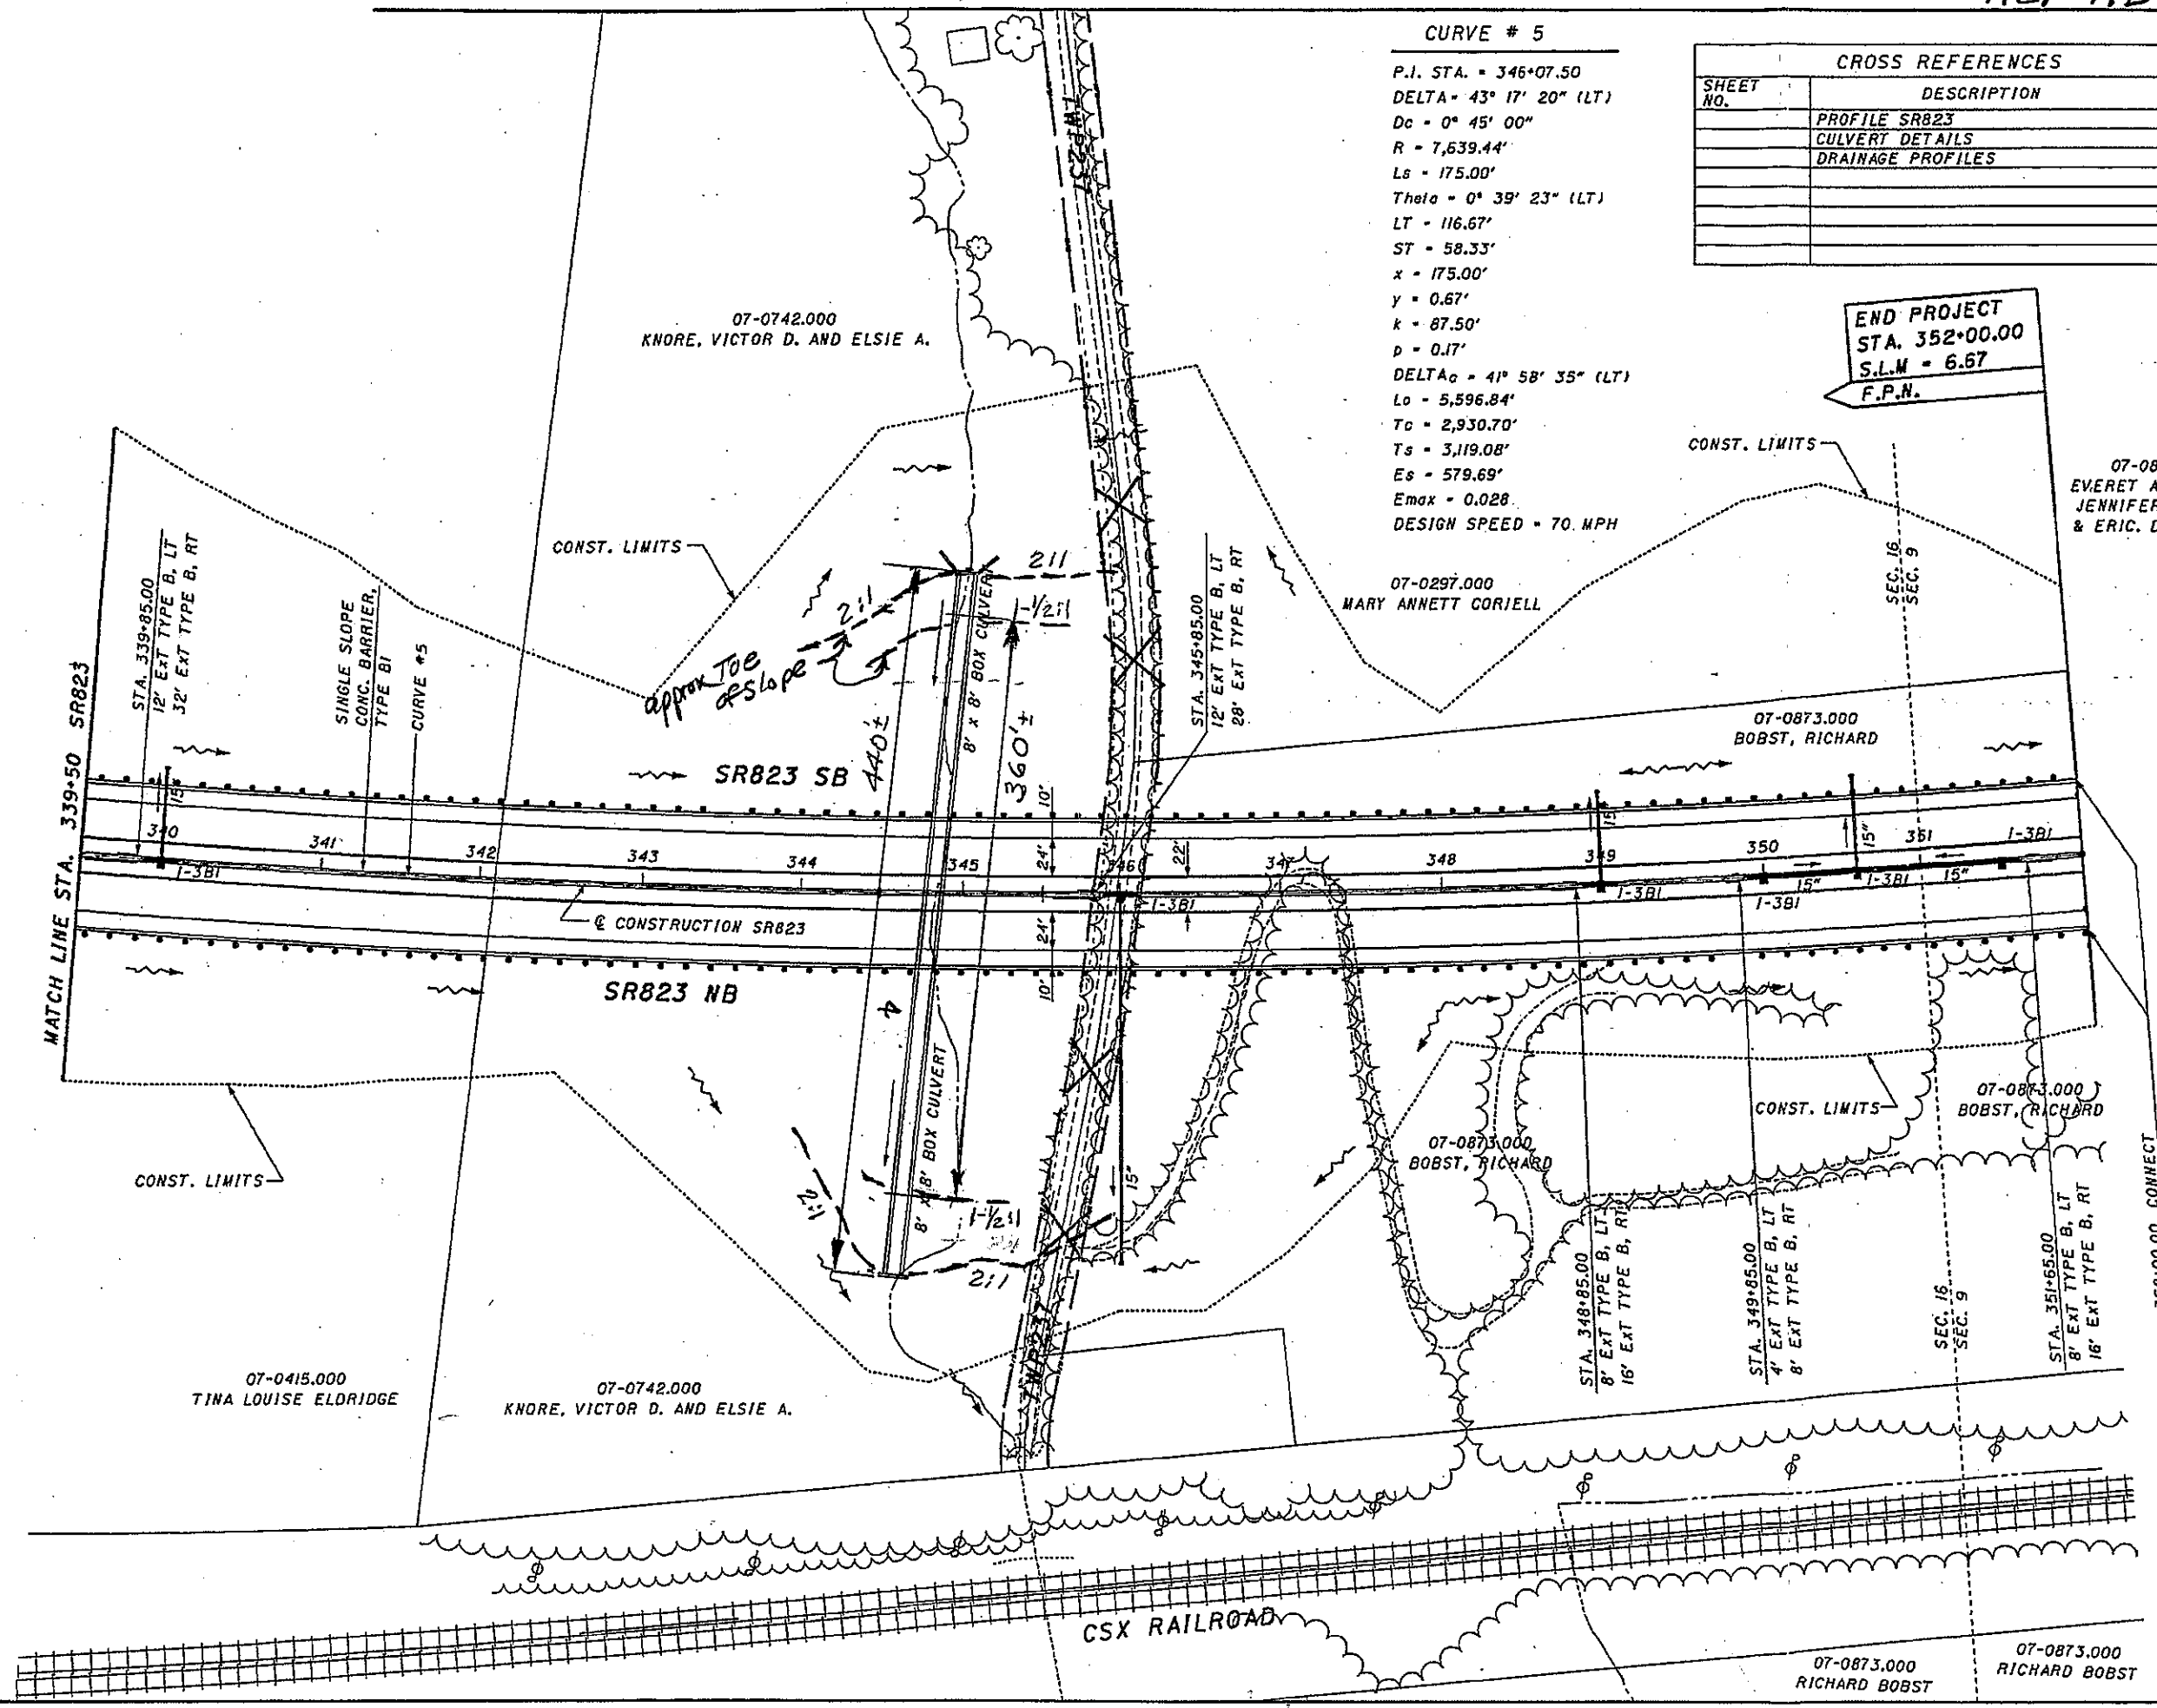 CURVE # 5
P.I. STA. = 346+07.50
DELTA = 43° 17' 20" (LT)
Dc = 0° 45' 00"
R = 7,639.44'
Ls = 175.00'
Theta = 0° 39' 23" (LT)
LT = 116.67'
ST = 58.33'
x = 175.00'
y = 0.67'
k = 87.50'
p = 0.17'
DELTAc = 41° 58' 35" (LT)
Lc = 5,596.84'
Tc = 2,930.70'
Ts = 3,119.08'
Es = 579.69'
Emax = 0.028
DESIGN SPEED = 70 MPH
CROSS REFERENCES
SHEET NO.
DESCRIPTION
PROFILE SR823
CULVERT DETAILS
DRAINAGE PROFILES
END PROJECT
STA. 352+00.00
S.L.M = 6.67
F.P.N.
CONST. LIMITS
07-08
EVERET A
JENNIFER
& ERIC. D
07-0742.000
KNORE, VICTOR D. AND ELSIE A.
TWP237
CONST. LIMITS
07-0297.000
MARY ANNETT CORIELL
SEC. 16
SEC. 9
STA. 339+85.00
12' EXT TYPE B, LT
32' EXT TYPE B, RT
SINGLE SLOPE
CONC. BARRIER,
TYPE B1
CURVE #5
2:1
2:1
1-1/2:1
approx Toe
of Slope
440'±
360'±
8' x 8' BOX CULVERT
STA. 345+85.00
12' EXT TYPE B, LT
28' EXT TYPE B, RT
07-0873.000
BOBST, RICHARD
MATCH LINE STA. 339+50 SR823
SR823 SB
15"
10'
15"
15"
340
341
342
343
344
345
346
347
348
349
350
351
24'
22'
1-3B1
1-3B1
1-3B1
1-3B1
15"
1-3B1
15"
1-3B1
℄ CONSTRUCTION SR823
24'
SR823 NB
10'
4
8' x 8' BOX CULVERT
15"
CONST. LIMITS
07-0873.000
BOBST, RICHARD
07-0873.000
BOBST, RICHARD
CONST. LIMITS
2:1
1-1/2:1
2:1
TWP237
STA. 348+85.00
8' EXT TYPE B, LT
16' EXT TYPE B, RT
STA. 349+85.00
4' EXT TYPE B, LT
8' EXT TYPE B, RT
SEC. 16
SEC. 9
STA. 351+65.00
8' EXT TYPE B, LT
16' EXT TYPE B, RT
CONNECT
07-0415.000
TINA LOUISE ELDRIDGE
07-0742.000
KNORE, VICTOR D. AND ELSIE A.
CSX RAILROAD
07-0873.000
RICHARD BOBST
07-0873.000
RICHARD BOBST